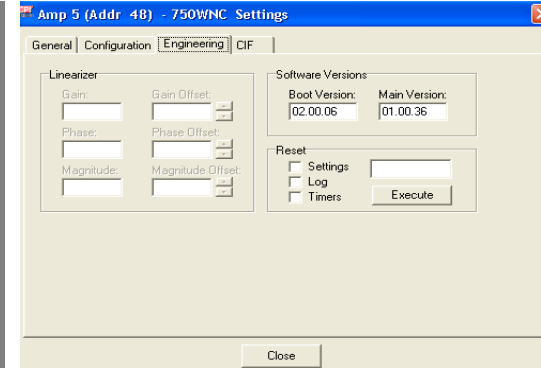 Amp 5 (Addr 48) - 750WNC Settings
General Configuration Engineering CIF
Linearizer
Gain: Gain Offset:
Phase: Phase Offset:
Magnitude: Magnitude Offset:
Software Versions
Boot Version: Main Version:
02.00.06 01.00.36
Reset
Settings
Log
Timers Execute
Close